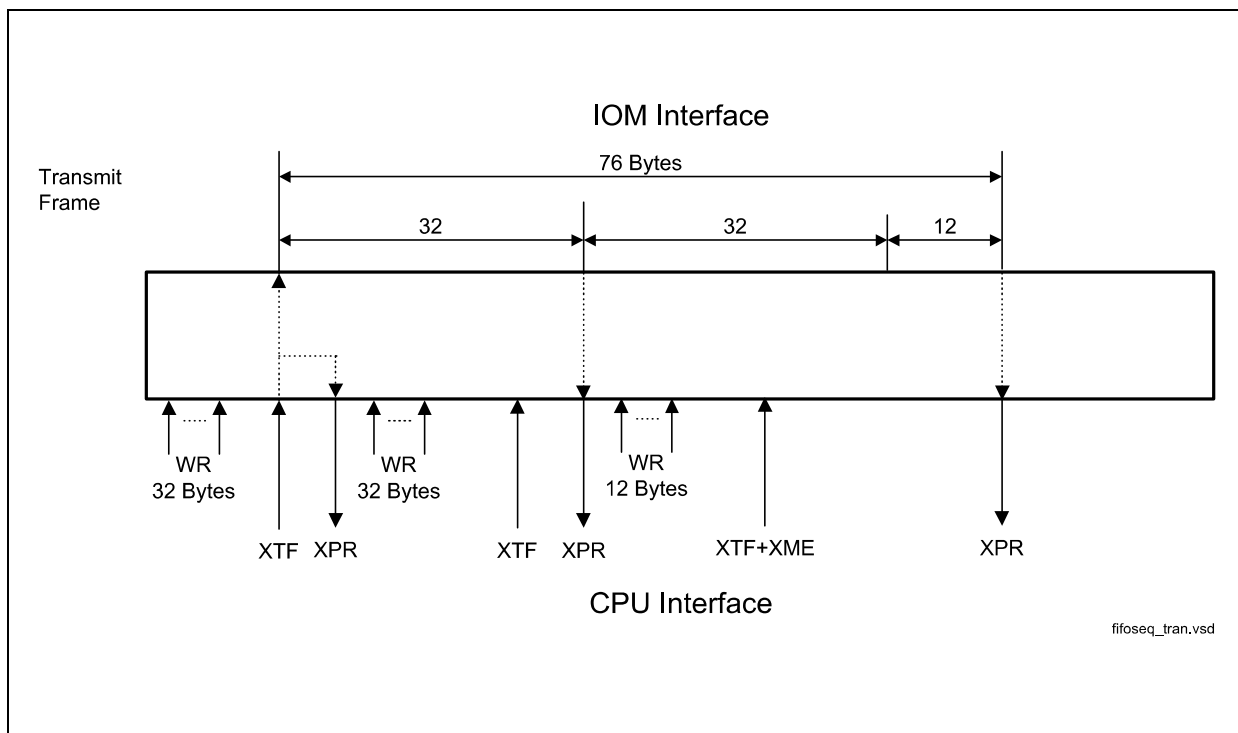 IOM Interface
76 Bytes
Transmit
Frame
32
32
12
WR
32 Bytes
WR
32 Bytes
WR
12 Bytes
XTF
XPR
XTF
XPR
XTF+XME
XPR
CPU Interface
fifoseq_tran.vsd